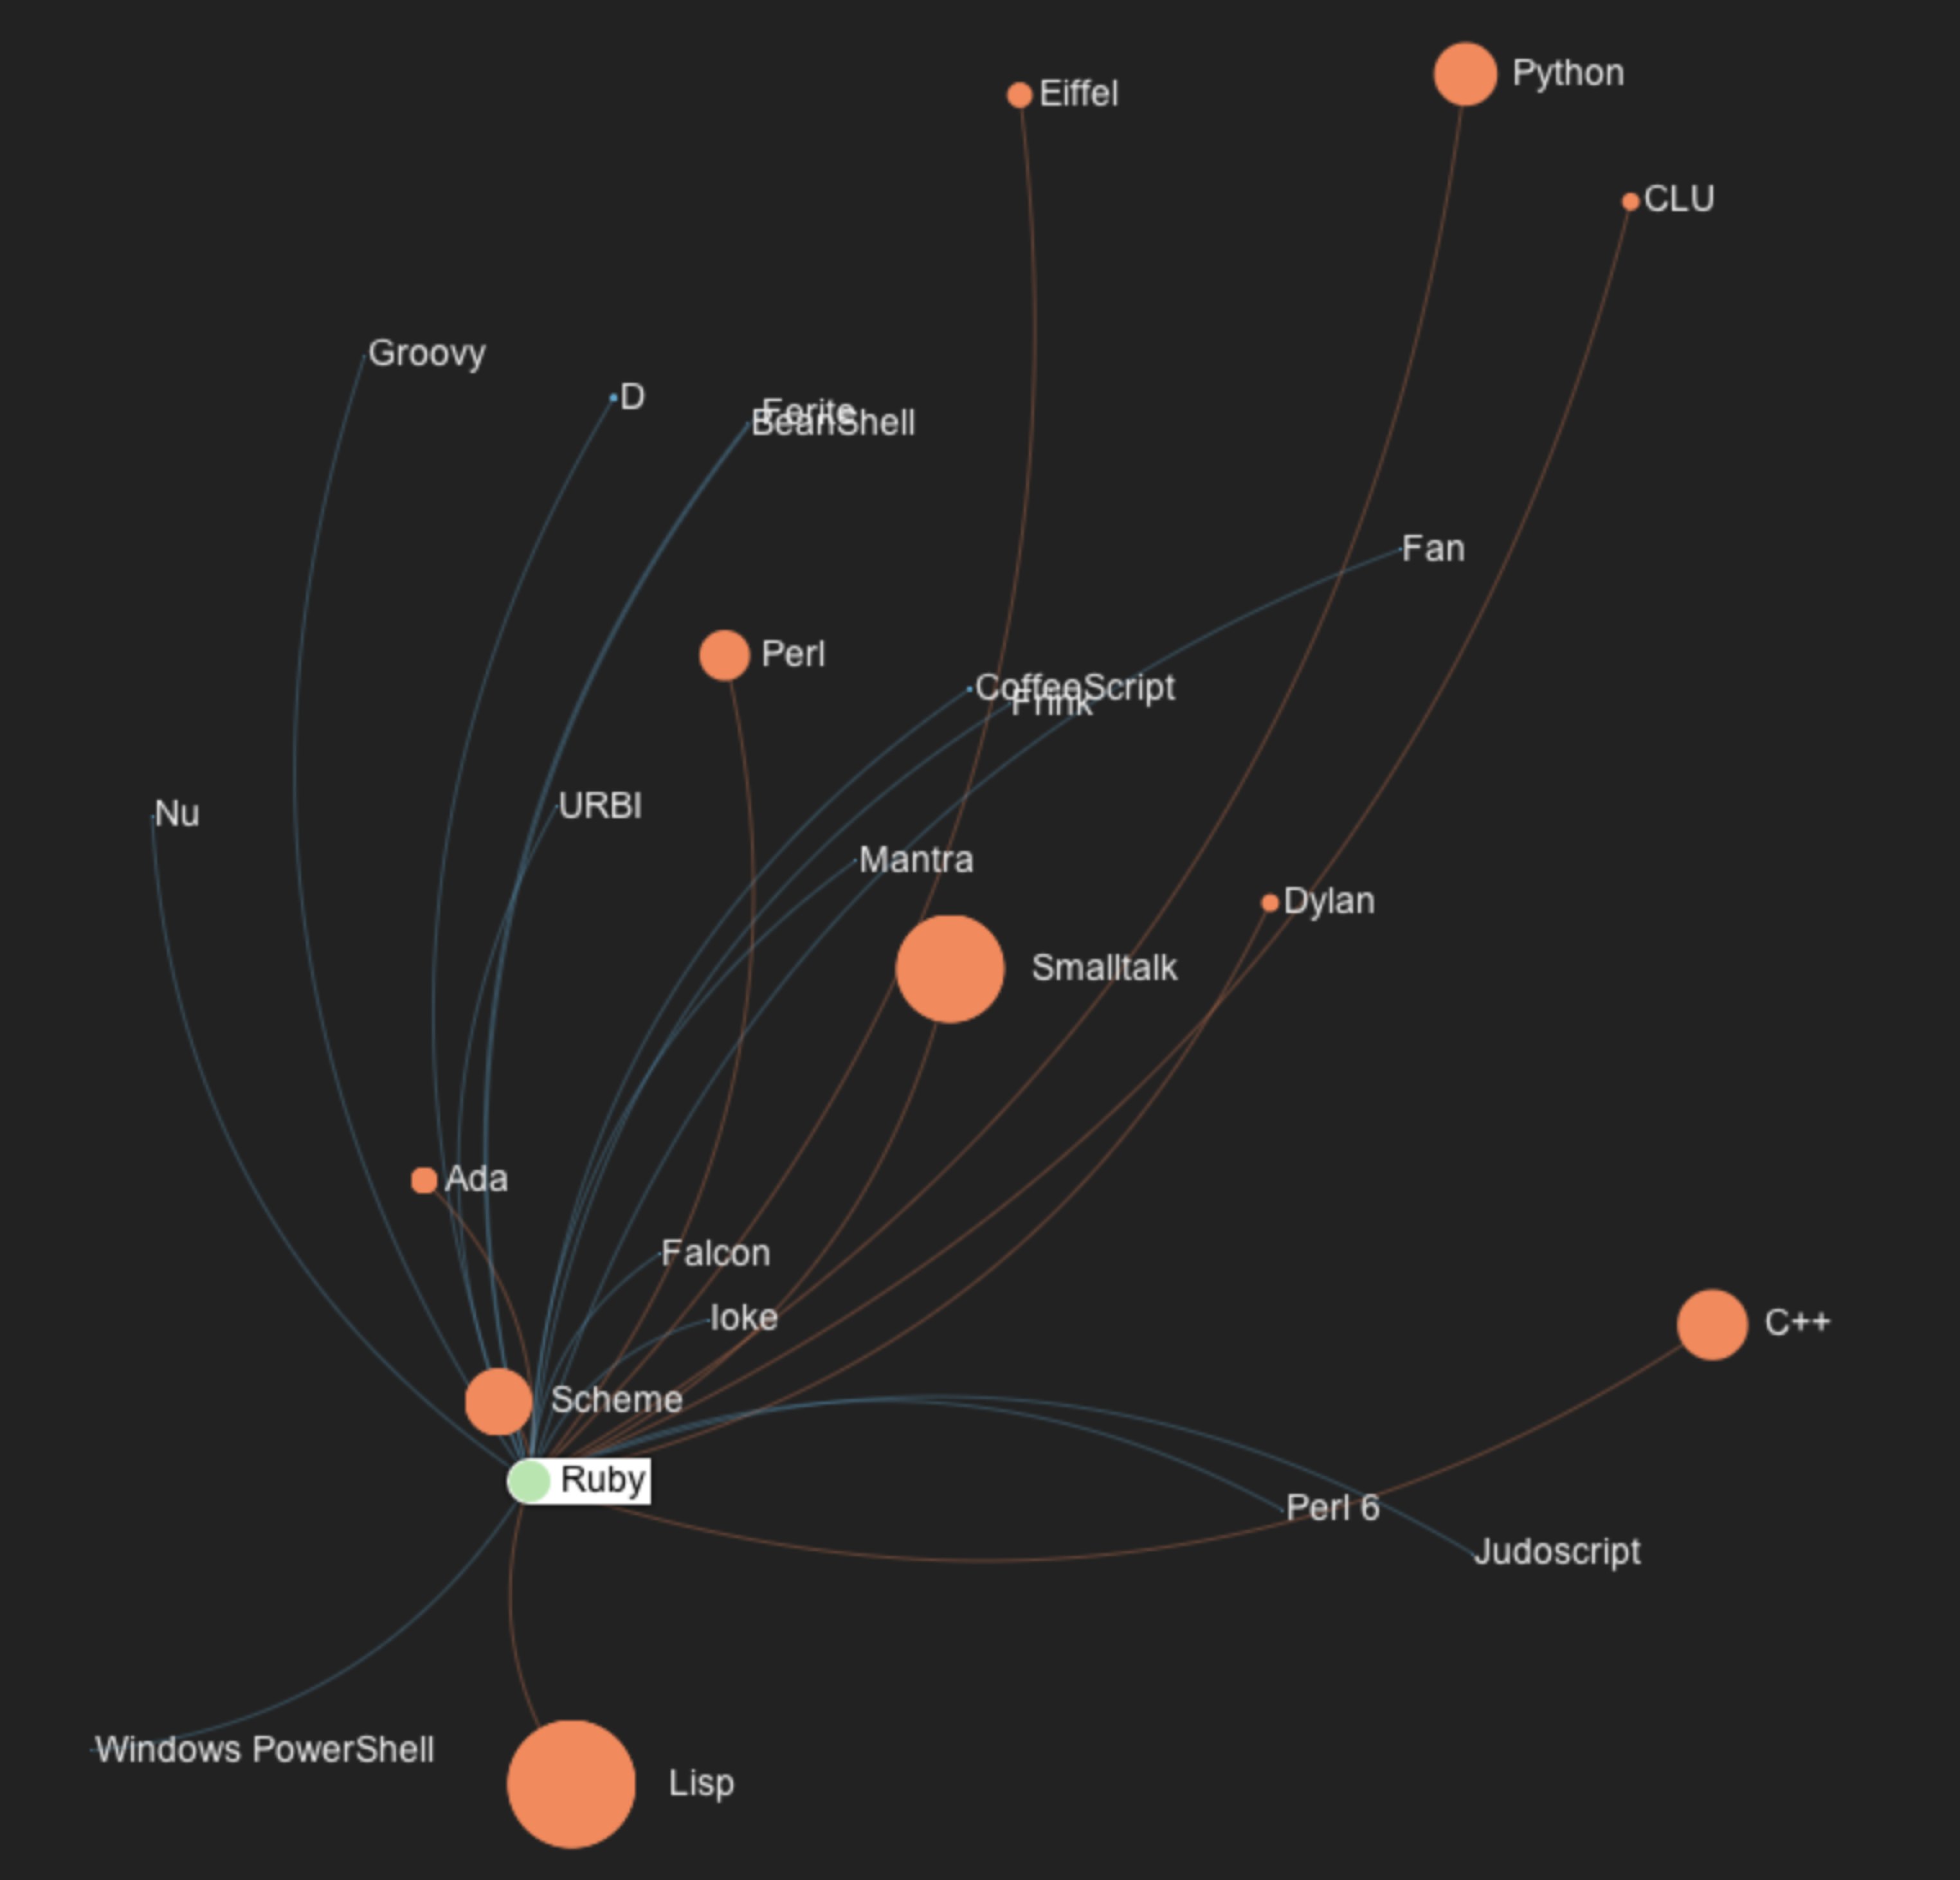 Python
Eiffel
CLU
Groovy
D
Ferite
BeanShell
Fan
Perl
CoffeeScript
Frink
URBI
Nu
Mantra
Dylan
Smalltalk
Ada
Falcon
Ioke
C++
Scheme
Ruby
Perl 6
Judoscript
Windows PowerShell
Lisp